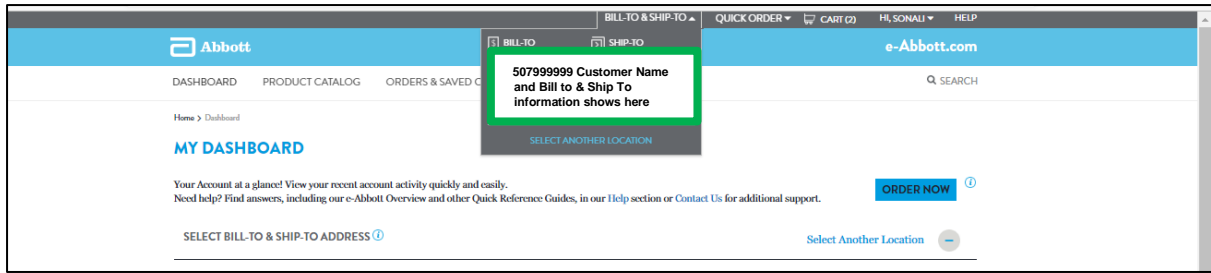 BILL-TO & SHIP-TO ▲ QUICK ORDER ▼ CART (2) HI, SONALI ▼ HELP
Abbott $ BILL-TO SHIP-TO e-Abbott.com
507999999 Customer Name
and Bill to & Ship To
information shows here
SELECT ANOTHER LOCATION
DASHBOARD PRODUCT CATALOG ORDERS & SAVED C SEARCH
Home > Dashboard
MY DASHBOARD
Your Account at a glance! View your recent account activity quickly and easily.
Need help? Find answers, including our e-Abbott Overview and other Quick Reference Guides, in our Help section or Contact Us for additional support.
ORDER NOW i
SELECT BILL-TO & SHIP-TO ADDRESS i Select Another Location −